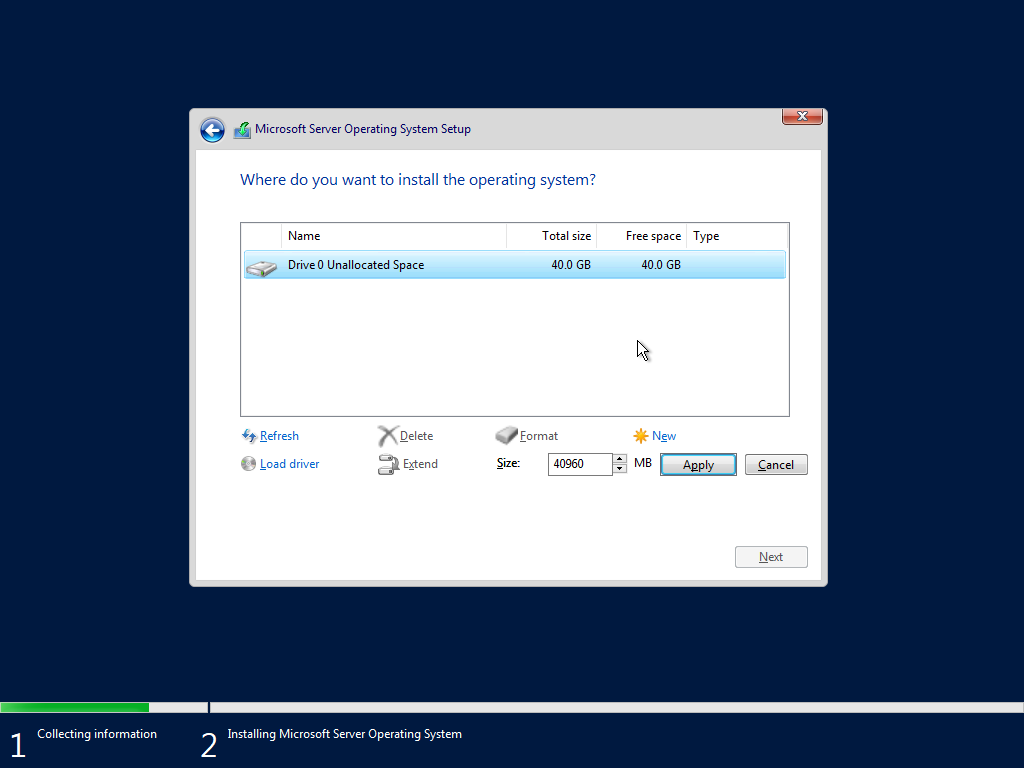 Microsoft Server Operating System Setup
Where do you want to install the operating system?
Name Total size Free space Type
Drive 0 Unallocated Space 40.0 GB 40.0 GB
Refresh Delete Format New
Load driver Extend Size: 40960 MB Apply Cancel
Next
1 Collecting information 2 Installing Microsoft Server Operating System